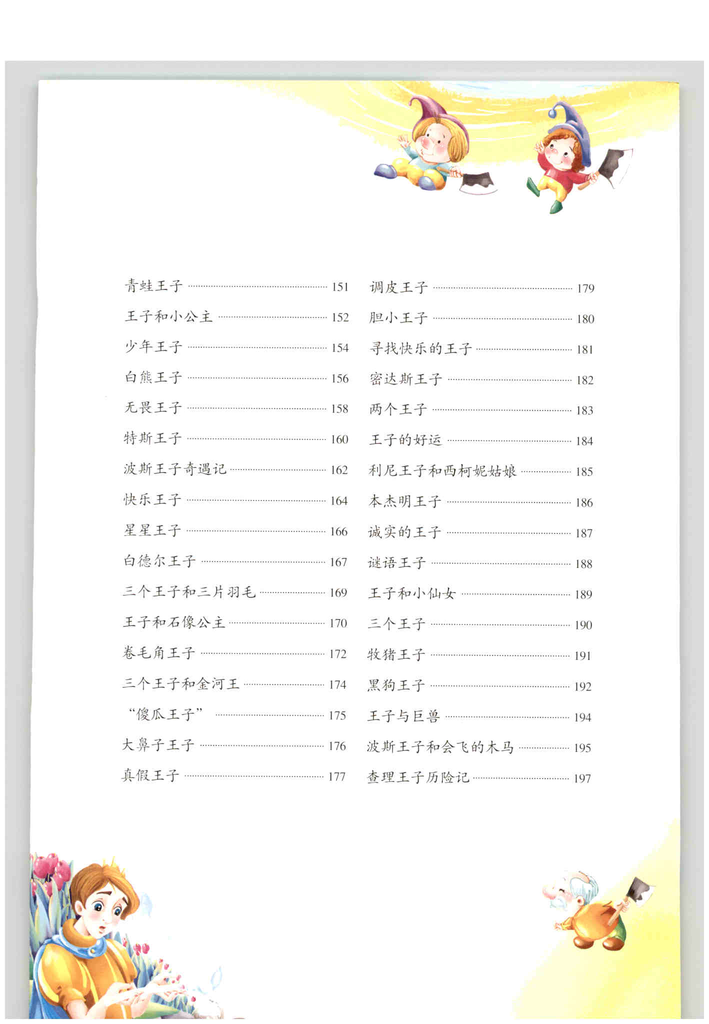 青蛙王子 151
王子和小公主 152
少年王子 154
白熊王子 156
无畏王子 158
特斯王子 160
波斯王子奇遇记 162
快乐王子 164
星星王子 166
白德尔王子 167
三个王子和三片羽毛 169
王子和石像公主 170
卷毛角王子 172
三个王子和金河王 174
“傻瓜王子” 175
大鼻子王子 176
真假王子 177
调皮王子 179
胆小王子 180
寻找快乐的王子 181
密达斯王子 182
两个王子 183
王子的好运 184
利尼王子和西柯妮姑娘 185
本杰明王子 186
诚实的王子 187
谜语王子 188
王子和小仙女 189
三个王子 190
牧猪王子 191
黑狗王子 192
王子与巨兽 194
波斯王子和会飞的木马 195
查理王子历险记 197